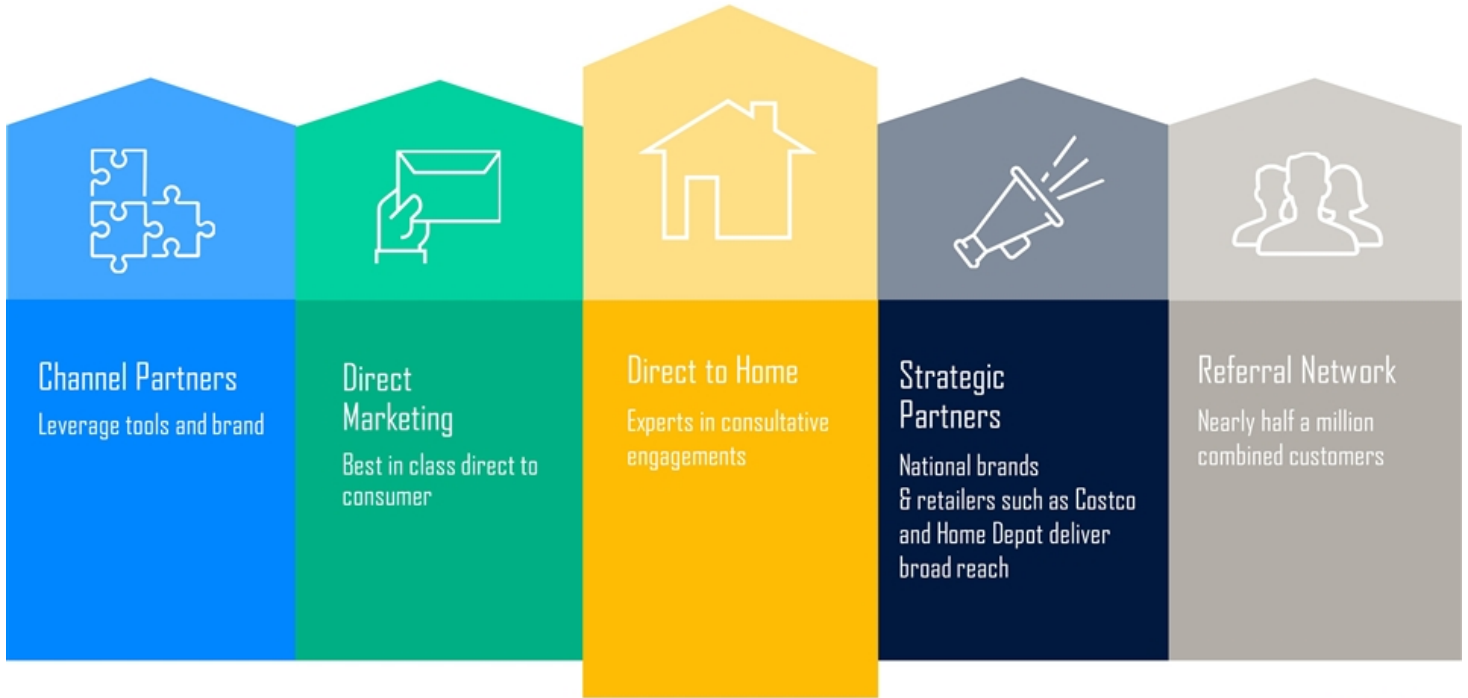 Channel Partners
Leverage tools and brand
Direct
Marketing
Best in class direct to
consumer
Direct to Home
Experts in consultative
engagements
Strategic
Partners
National brands
& retailers such as Costco
and Home Depot deliver
broad reach
Referral Network
Nearly half a million
combined customers